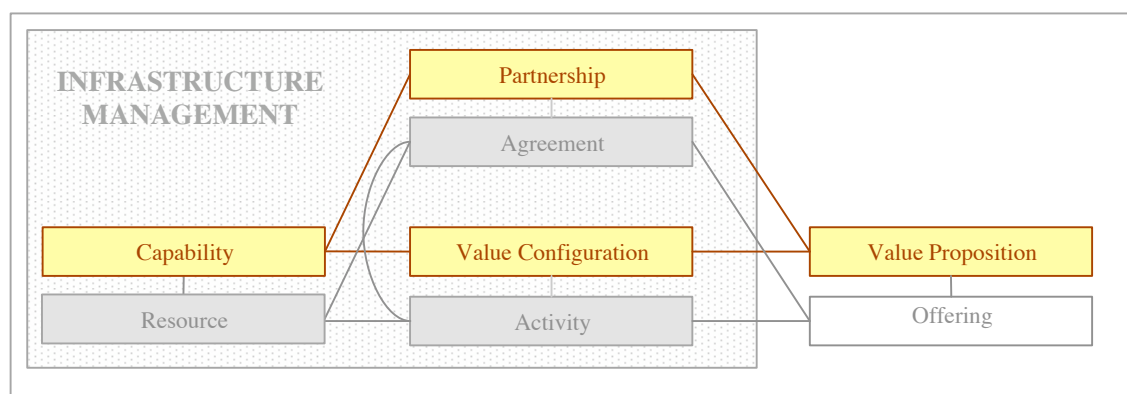 INFRASTRUCTURE
MANAGEMENT
Partnership
Agreement
Capability
Value Configuration
Value Proposition
Resource
Activity
Offering